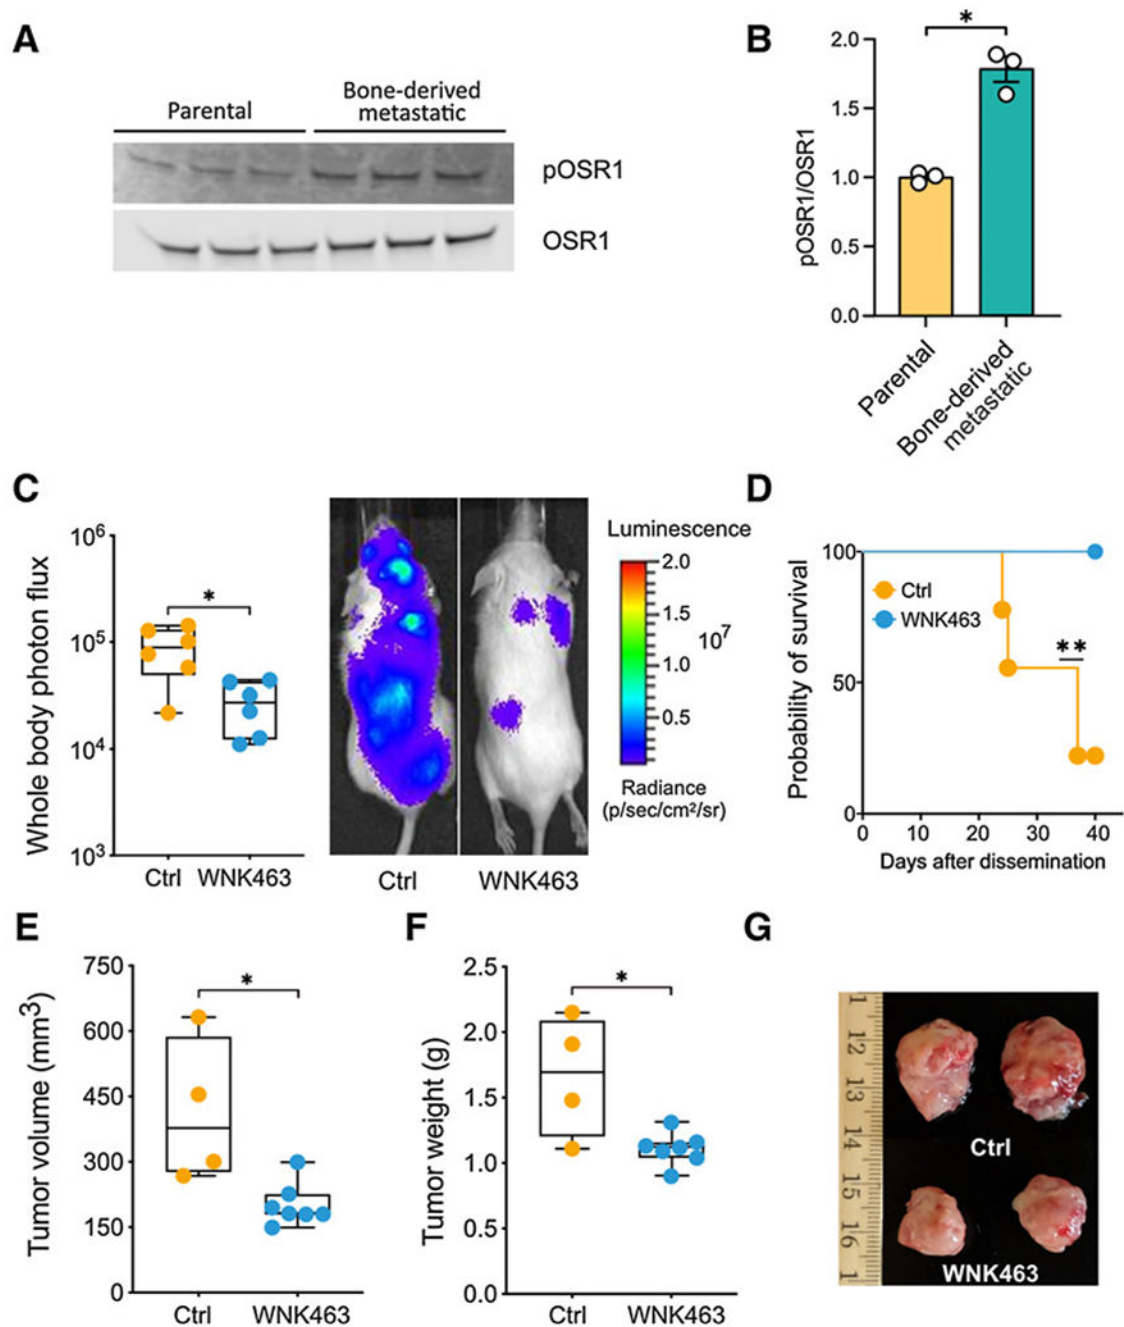 A
Parental
Bone-derived
metastatic
pOSR1
OSR1
B
*
2.0
1.5
1.0
0.5
0.0
pOSR1/OSR1
Parental
Bone-derived
metastatic
C
Whole body photon flux
10⁶
10⁵
10⁴
10³
*
Ctrl
WNK463
Ctrl
WNK463
Luminescence
2.0
1.5
1.0
0.5
10⁷
Radiance
(p/sec/cm²/sr)
D
Probability of survival
100
50
0
Ctrl
WNK463
**
0
10
20
30
40
Days after dissemination
E
Tumor volume (mm³)
750
600
450
300
150
0
*
Ctrl
WNK463
F
Tumor weight (g)
2.5
2.0
1.5
1.0
0.5
0.0
*
Ctrl
WNK463
G
1
12
13
14
15
16
1
Ctrl
WNK463